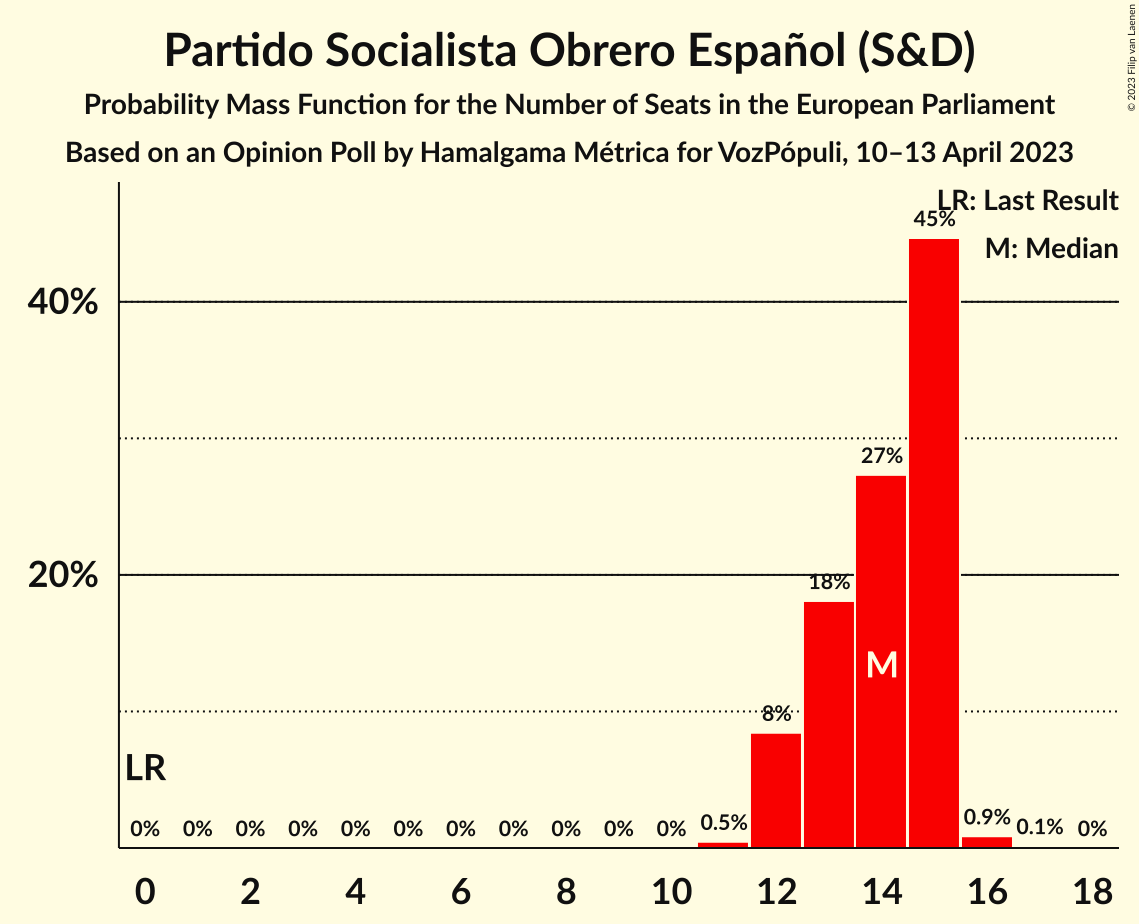 Partido Socialista Obrero Español (S&D)
Probability Mass Function for the Number of Seats in the European Parliament
Based on an Opinion Poll by Hamalgama Métrica for VozPópuli, 10–13 April 2023
© 2023 Filip van Laenen
LR: Last Result
M: Median
40%
20%
45%
27%
18%
M
8%
LR
0% 0% 0% 0% 0% 0% 0% 0% 0% 0% 0% 0.5% 0.9% 0.1% 0%
0 2 4 6 8 10 12 14 16 18